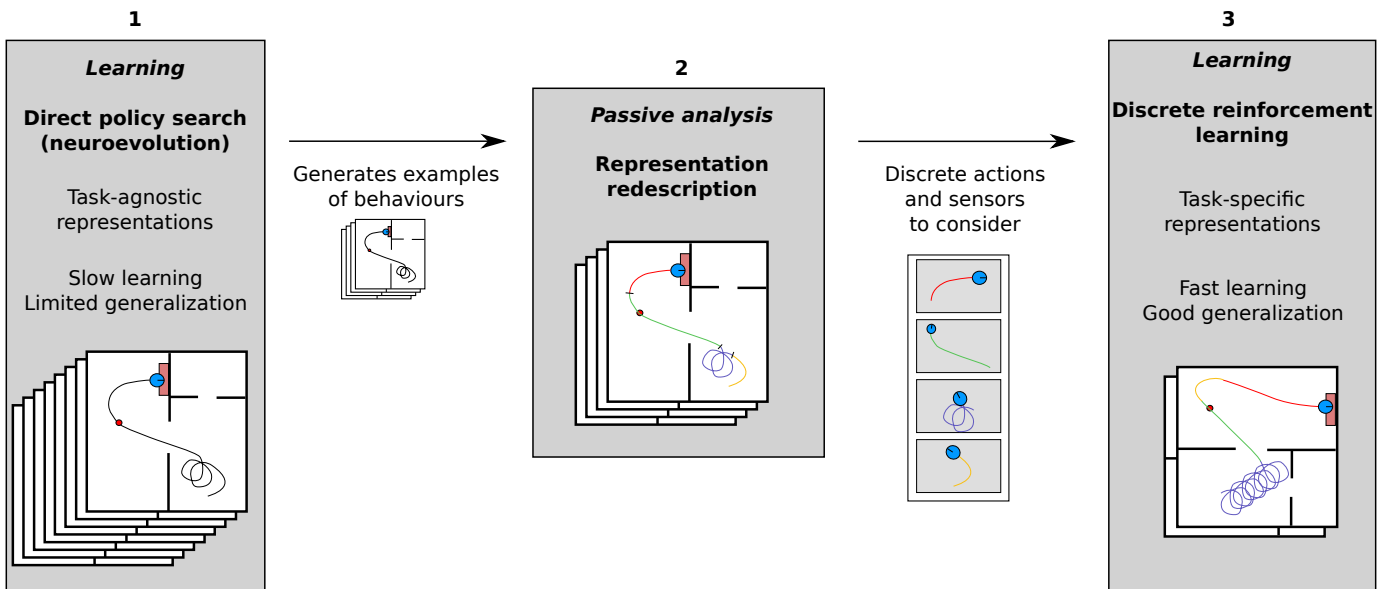 1
Learning
Direct policy search
(neuroevolution)
Task-agnostic
representations
Slow learning
Limited generalization
Generates examples
of behaviours
2
Passive analysis
Representation
redescription
Discrete actions
and sensors
to consider
3
Learning
Discrete reinforcement
learning
Task-specific
representations
Fast learning
Good generalization